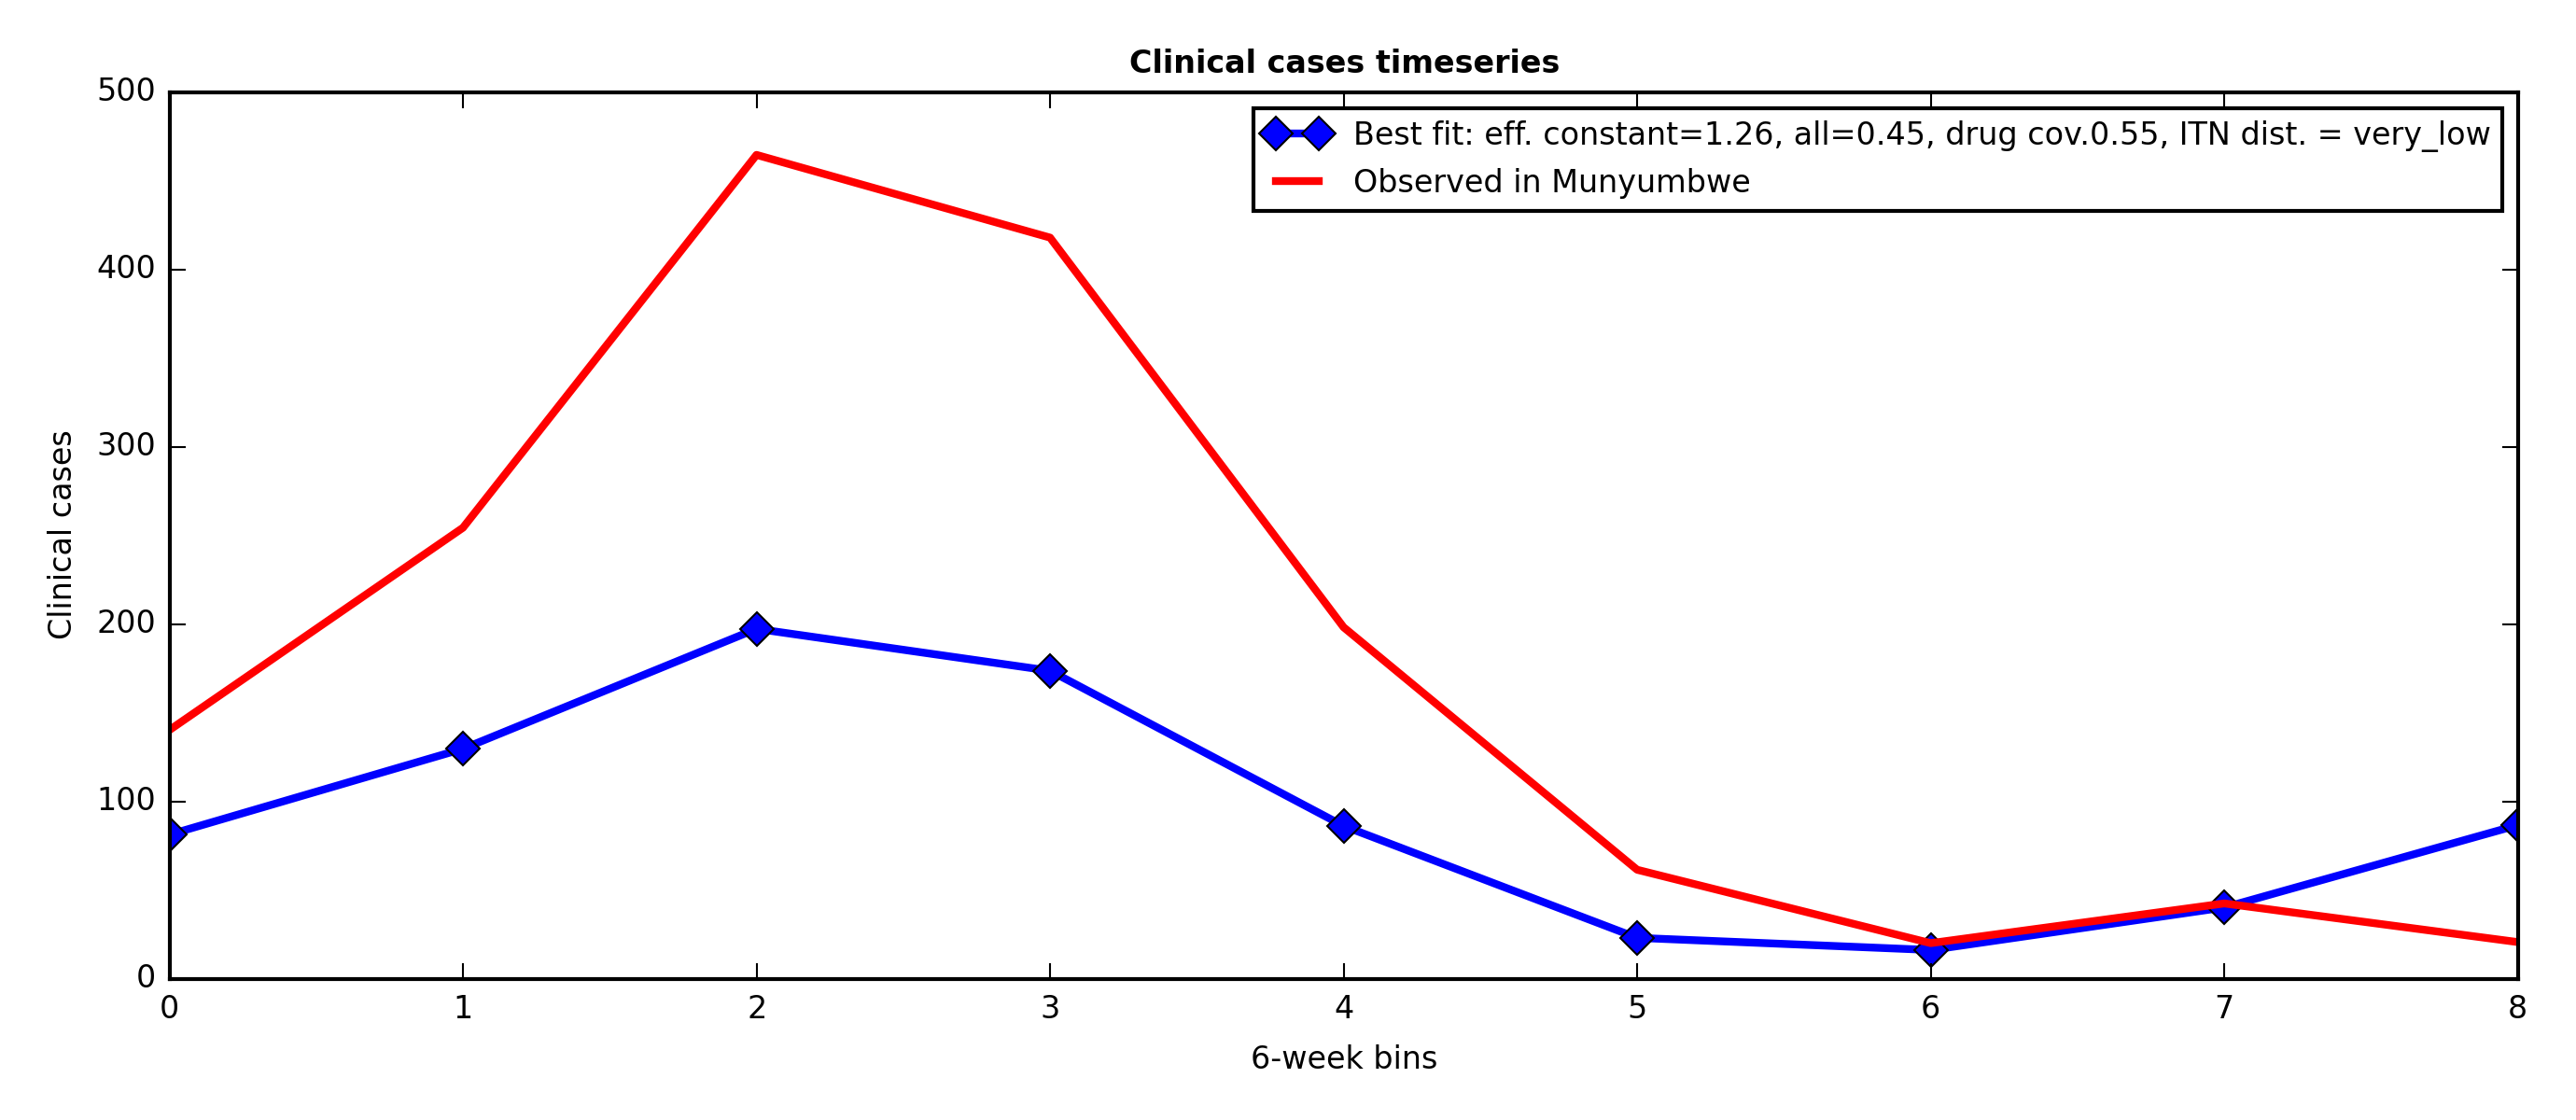 Clinical cases timeseries
Best fit: eff. constant=1.26, all=0.45, drug cov.0.55, ITN dist. = very_low
Observed in Munyumbwe
500
400
300
200
100
0
Clinical cases
0 1 2 3 4 5 6 7 8
6-week bins